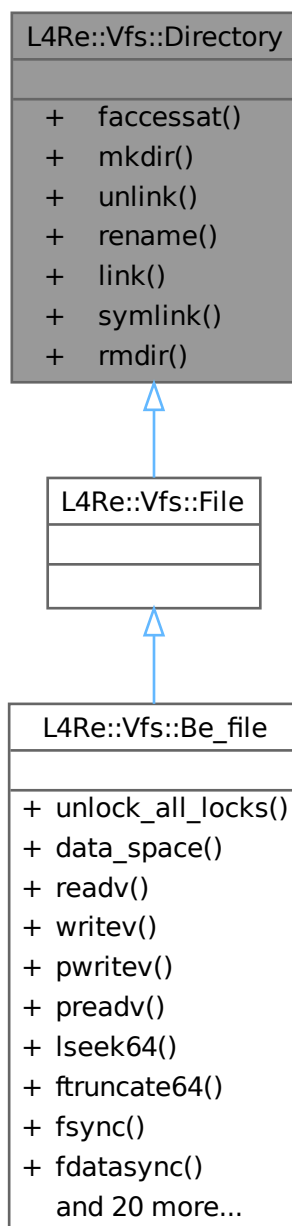 L4Re::Vfs::Directory
+ faccessat()
+ mkdir()
+ unlink()
+ rename()
+ link()
+ symlink()
+ rmdir()
L4Re::Vfs::File
L4Re::Vfs::Be_file
+ unlock_all_locks()
+ data_space()
+ readv()
+ writev()
+ pwritev()
+ preadv()
+ lseek64()
+ ftruncate64()
+ fsync()
+ fdatasync()
and 20 more...